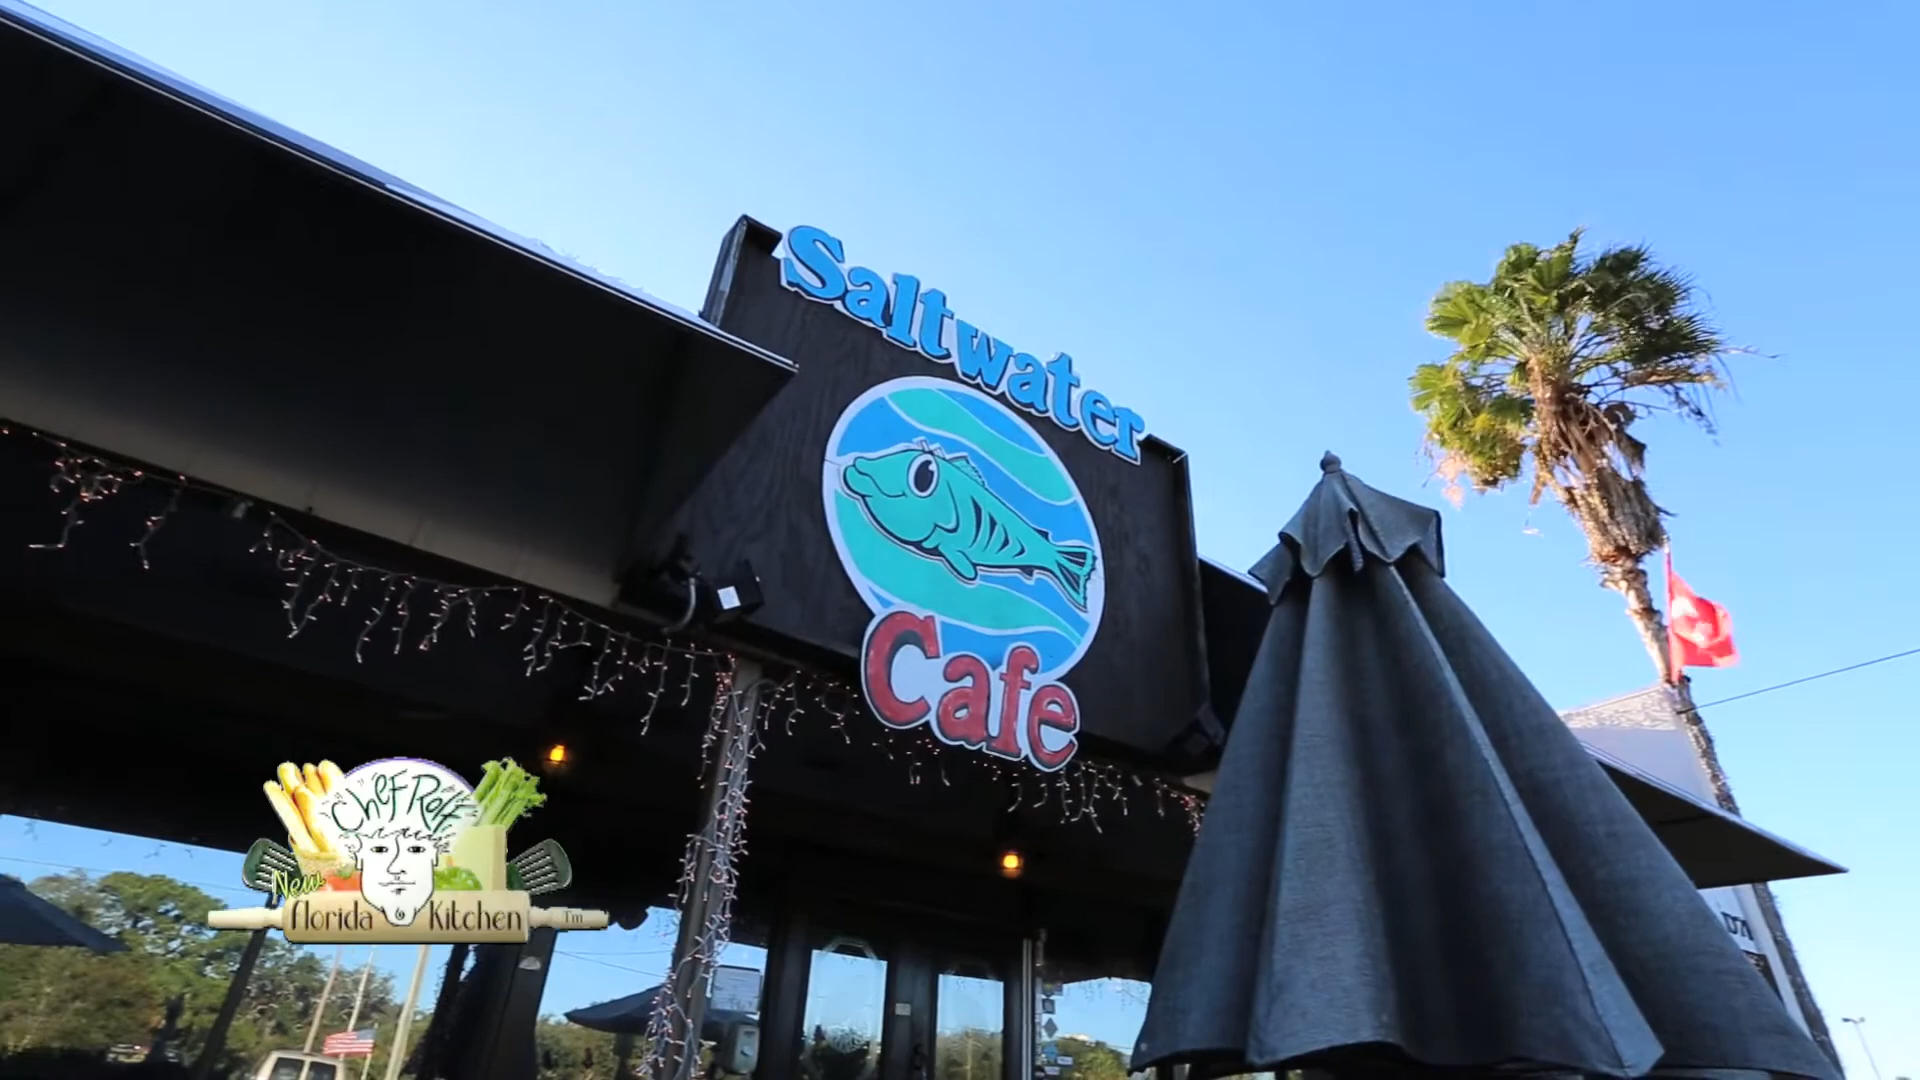 Saltwater
Cafe
Chef Rolf
New
Florida Kitchen
Tm